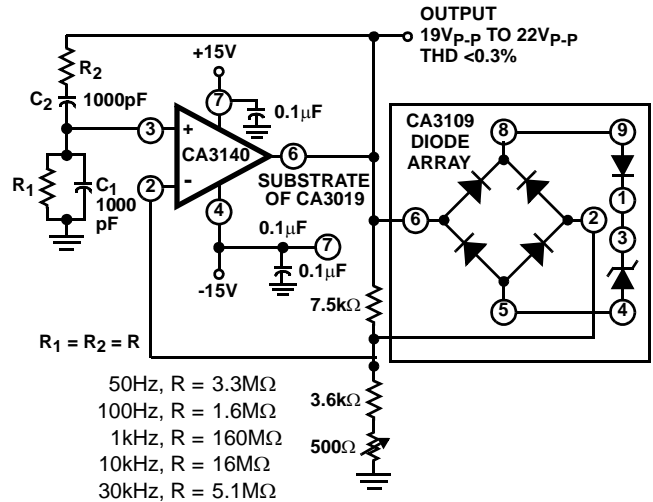 OUTPUT
19VP-P TO 22VP-P
THD <0.3%
+15V
R2
C2
1000pF
7
0.1μF
CA3109
DIODE
ARRAY
8
9
3
+
CA3140
6
R1
C1
1000
pF
2
-
SUBSTRATE
OF CA3019
6
2
1
3
4
0.1μF
7
0.1μF
-15V
5
4
7.5kΩ
R1 = R2 = R
50Hz, R = 3.3MΩ
100Hz, R = 1.6MΩ
1kHz, R = 160MΩ
10kHz, R = 16MΩ
30kHz, R = 5.1MΩ
3.6kΩ
500Ω